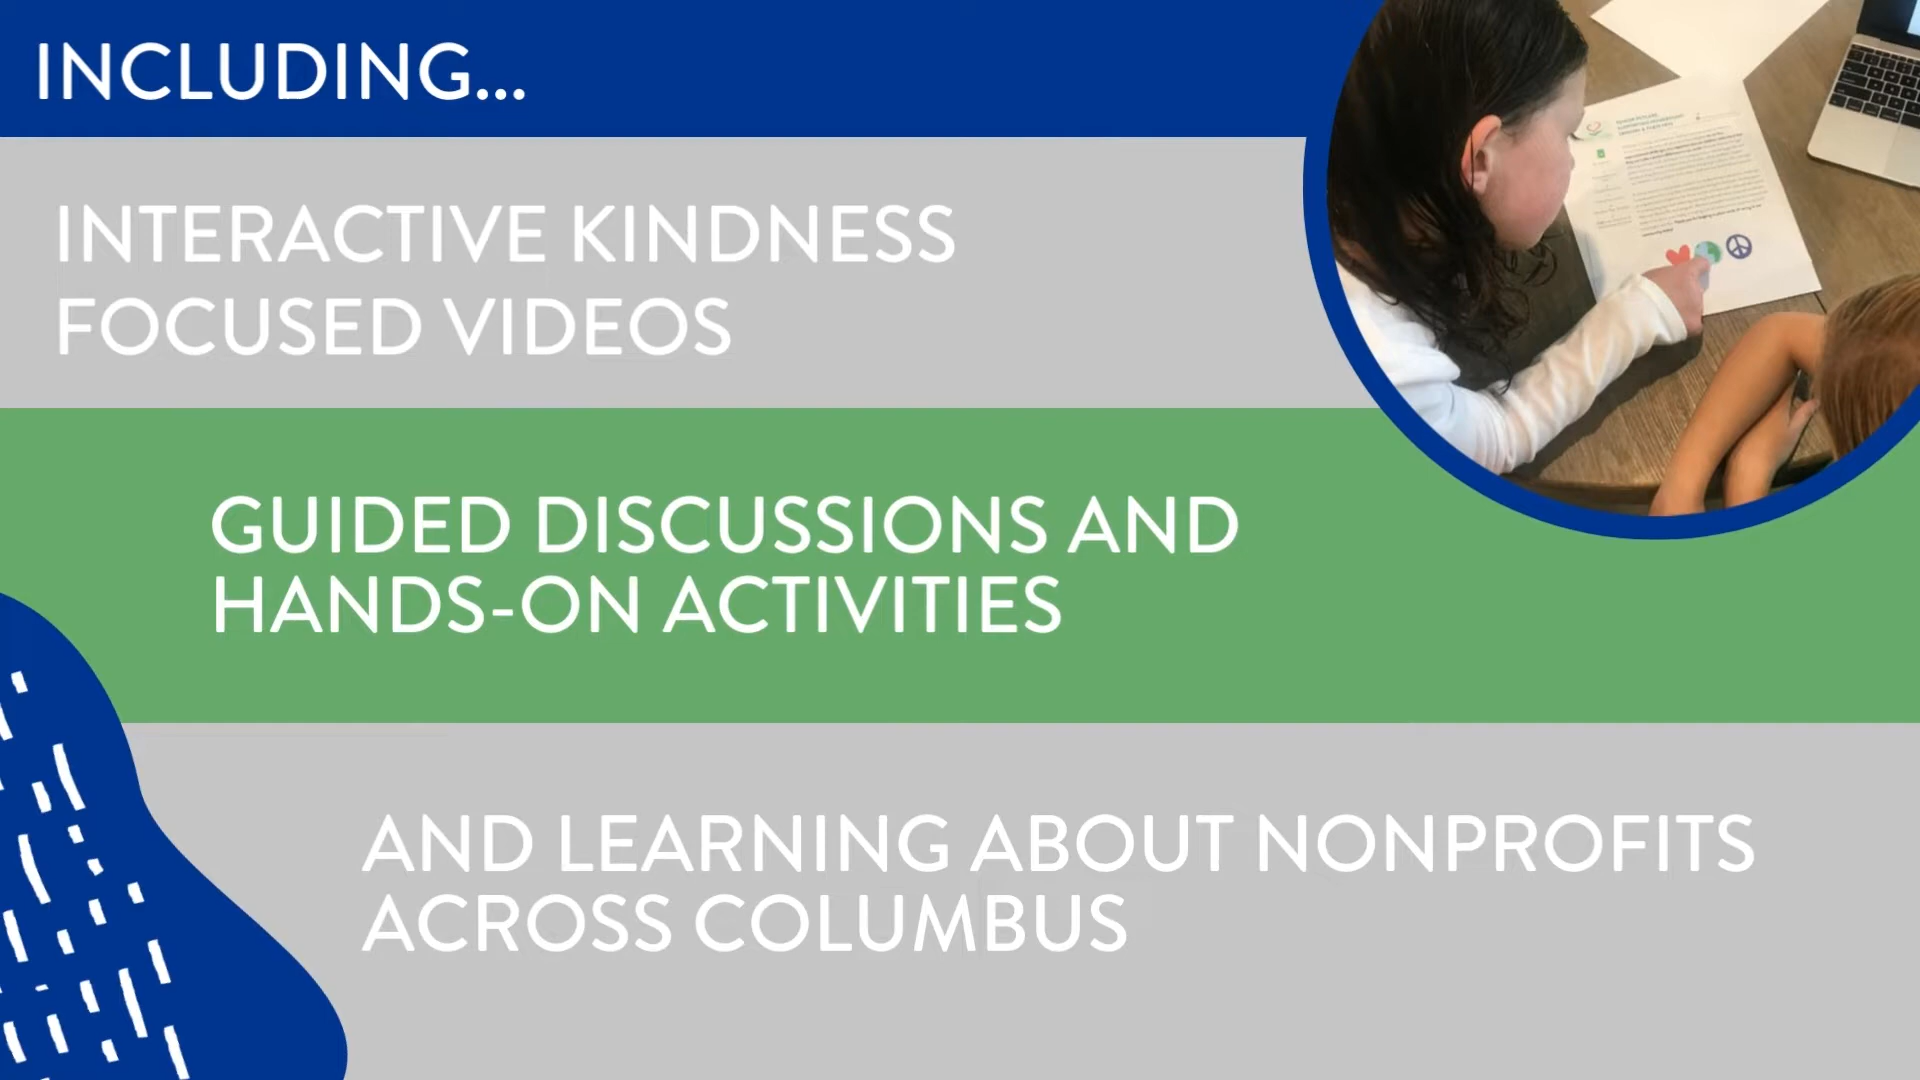 INCLUDING...
INTERACTIVE KINDNESS
FOCUSED VIDEOS
GUIDED DISCUSSIONS AND
HANDS-ON ACTIVITIES
AND LEARNING ABOUT NONPROFITS
ACROSS COLUMBUS